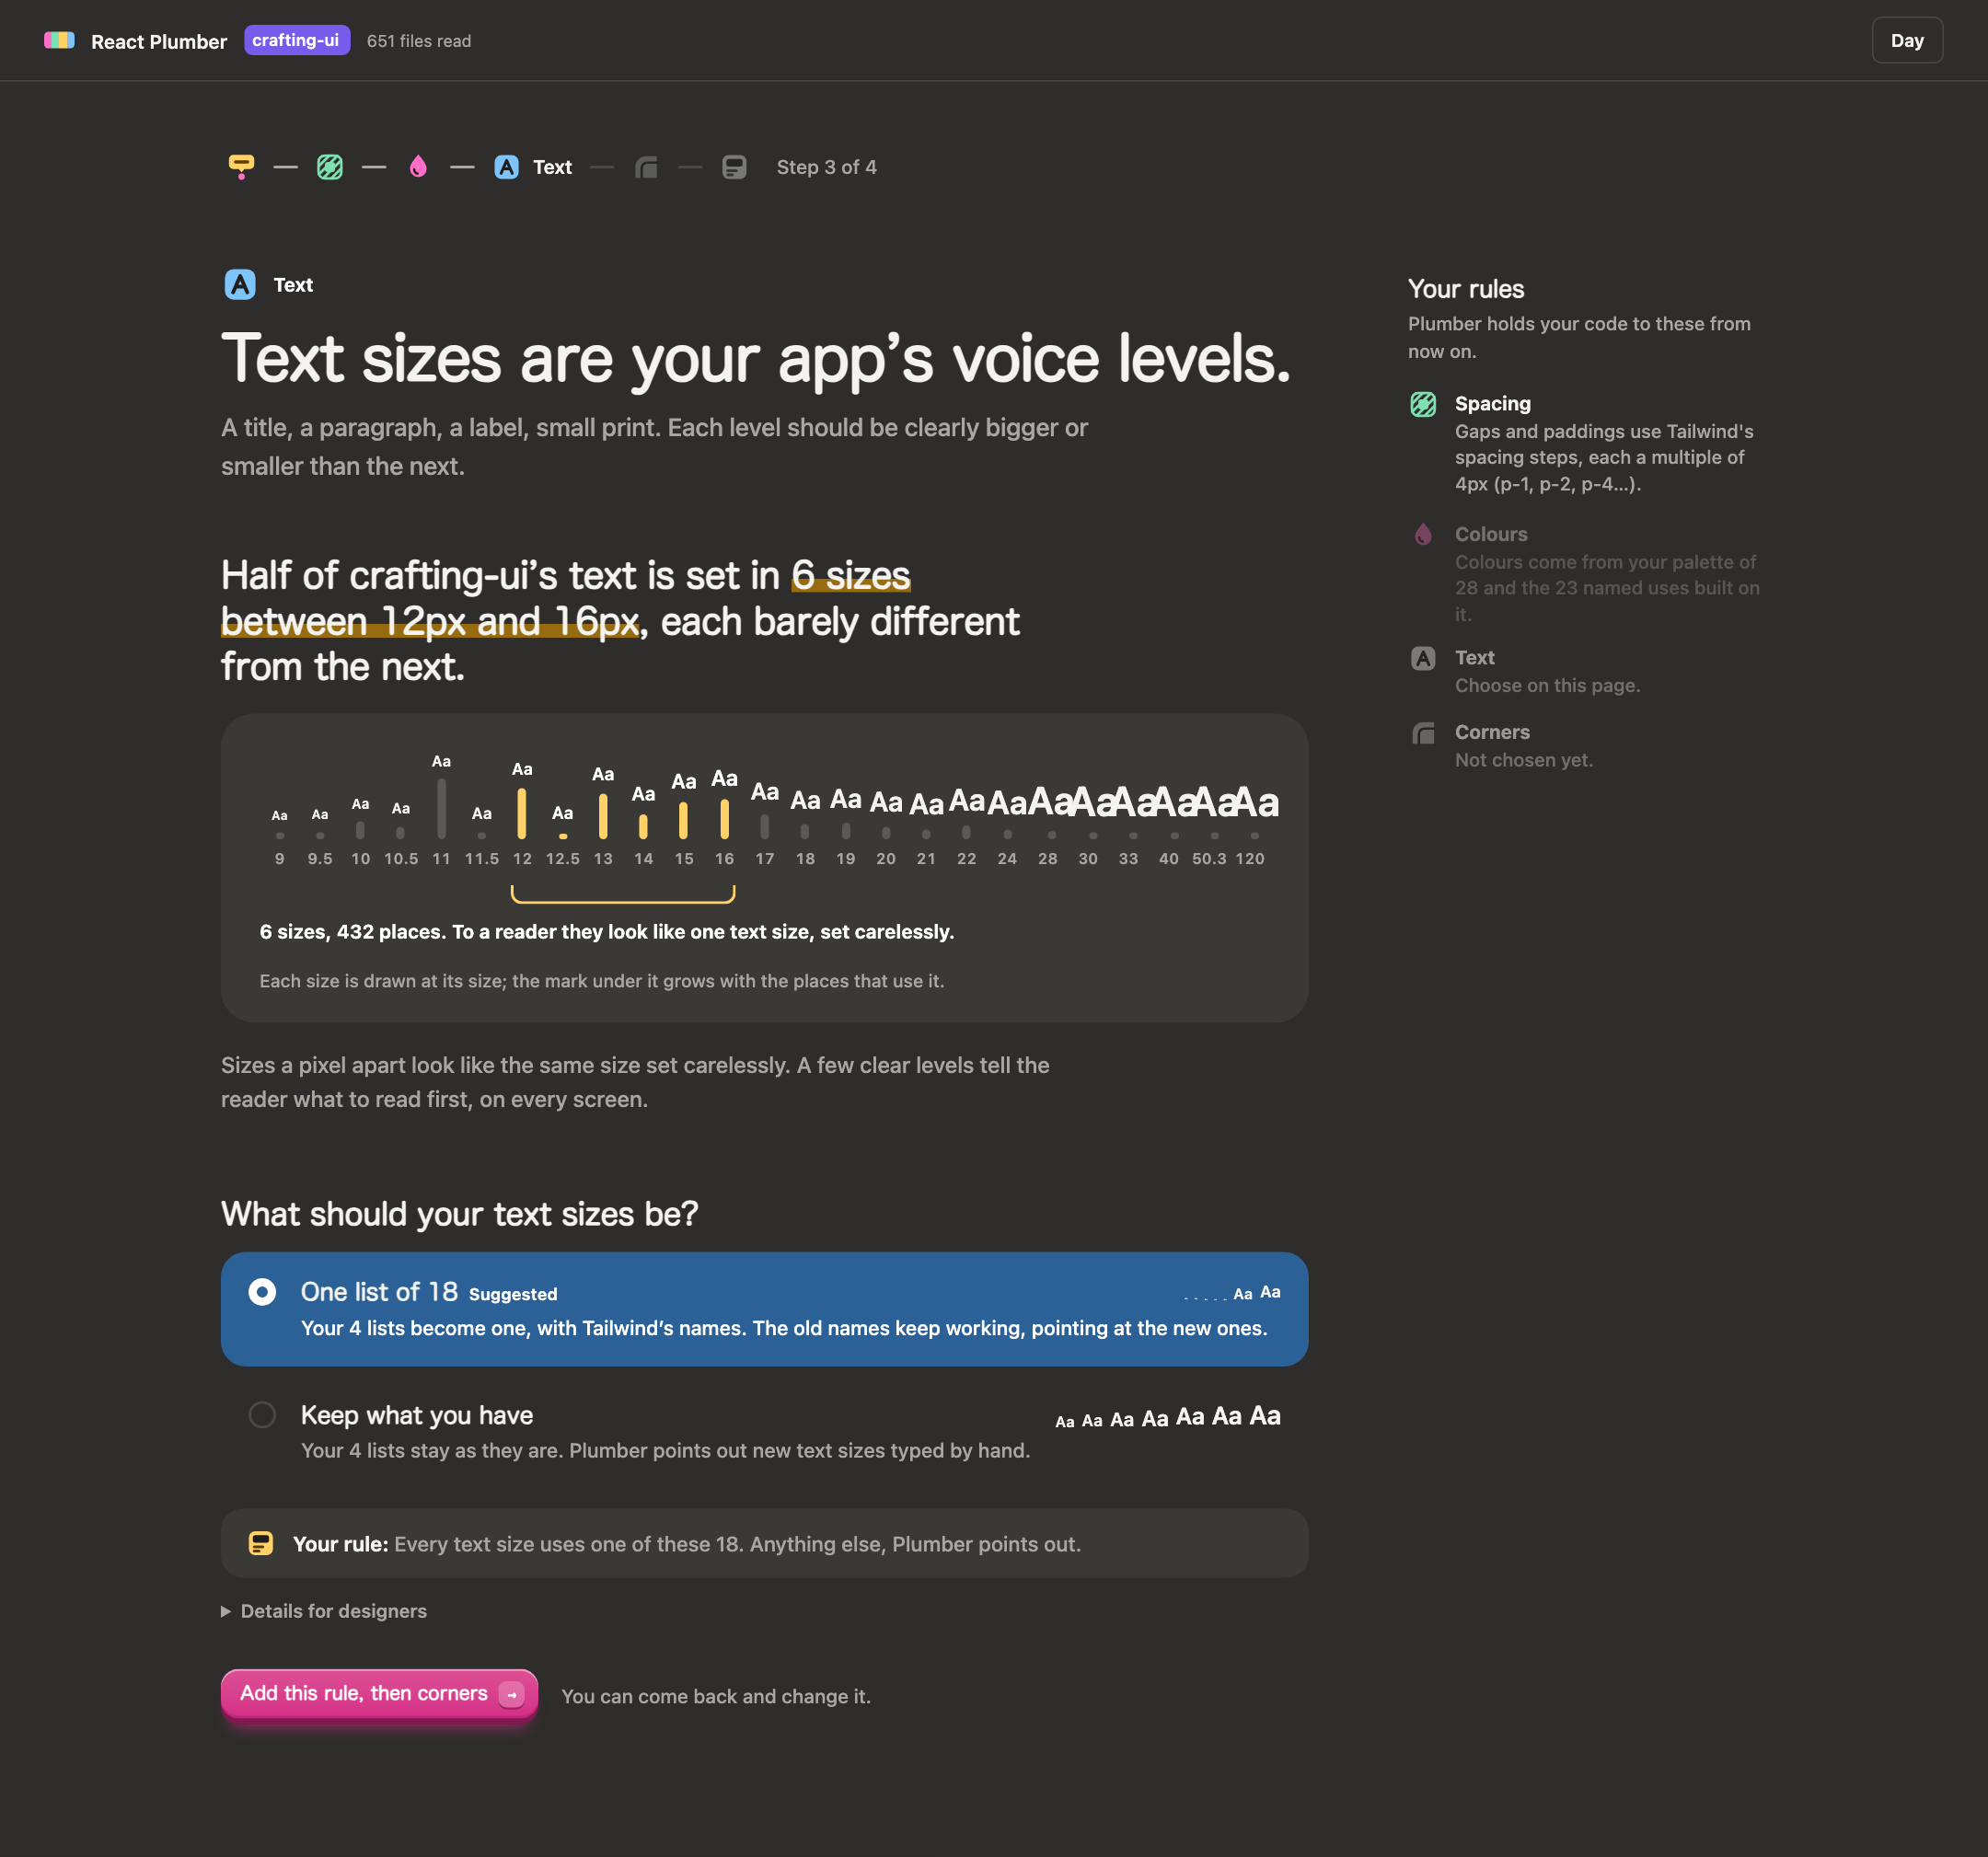 React Plumber crafting-ui 651 files read
Day
Text
Step 3 of 4
Text
Text sizes are your app’s voice levels.
A title, a paragraph, a label, small print. Each level should be clearly bigger or
smaller than the next.
Half of crafting-ui’s text is set in 6 sizes
between 12px and 16px, each barely different
from the next.
Aa Aa Aa Aa Aa Aa Aa Aa Aa Aa Aa Aa Aa Aa Aa Aa Aa Aa Aa Aa Aa Aa Aa Aa Aa
9 9.5 10 10.5 11 11.5 12 12.5 13 14 15 16 17 18 19 20 21 22 24 28 30 33 40 50.3 120
6 sizes, 432 places. To a reader they look like one text size, set carelessly.
Each size is drawn at its size; the mark under it grows with the places that use it.
Sizes a pixel apart look like the same size set carelessly. A few clear levels tell the
reader what to read first, on every screen.
What should your text sizes be?
One list of 18 Suggested
Aa Aa
Your 4 lists become one, with Tailwind’s names. The old names keep working, pointing at the new ones.
Keep what you have
Aa Aa Aa Aa Aa Aa Aa
Your 4 lists stay as they are. Plumber points out new text sizes typed by hand.
Your rule: Every text size uses one of these 18. Anything else, Plumber points out.
Details for designers
Add this rule, then corners →
You can come back and change it.
Your rules
Plumber holds your code to these from
now on.
Spacing
Gaps and paddings use Tailwind's
spacing steps, each a multiple of
4px (p-1, p-2, p-4...).
Colours
Colours come from your palette of
28 and the 23 named uses built on
it.
Text
Choose on this page.
Corners
Not chosen yet.